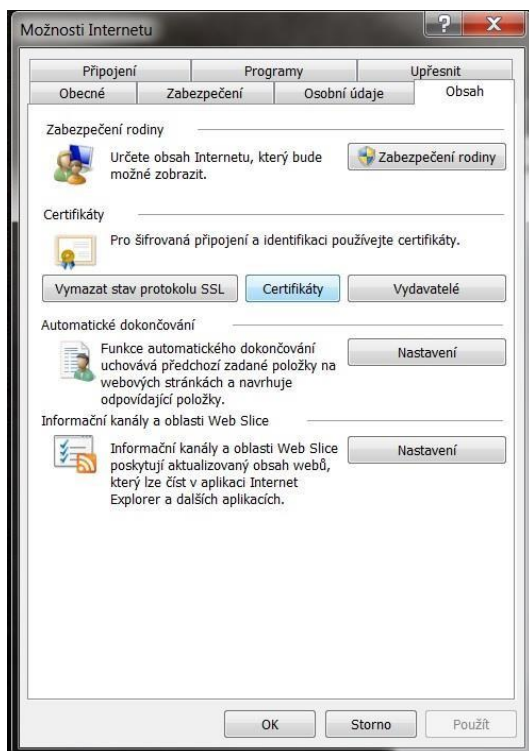 Možnosti Internetu
Připojení Programy Upřesnit
Obecné Zabezpečení Osobní údaje Obsah
Zabezpečení rodiny
Určete obsah Internetu, který bude
možné zobrazit.
Zabezpečení rodiny
Certifikáty
Pro šifrovaná připojení a identifikaci používejte certifikáty.
Vymazat stav protokolu SSL Certifikáty Vydavatelé
Automatické dokončování
Funkce automatického dokončování
uchovává předchozí zadané položky na
webových stránkách a navrhuje
odpovídající položky.
Nastavení
Informační kanály a oblasti Web Slice
Informační kanály a oblasti Web Slice
poskytují aktualizovaný obsah webů,
který lze číst v aplikaci Internet
Explorer a dalších aplikacích.
Nastavení
OK Storno Použít